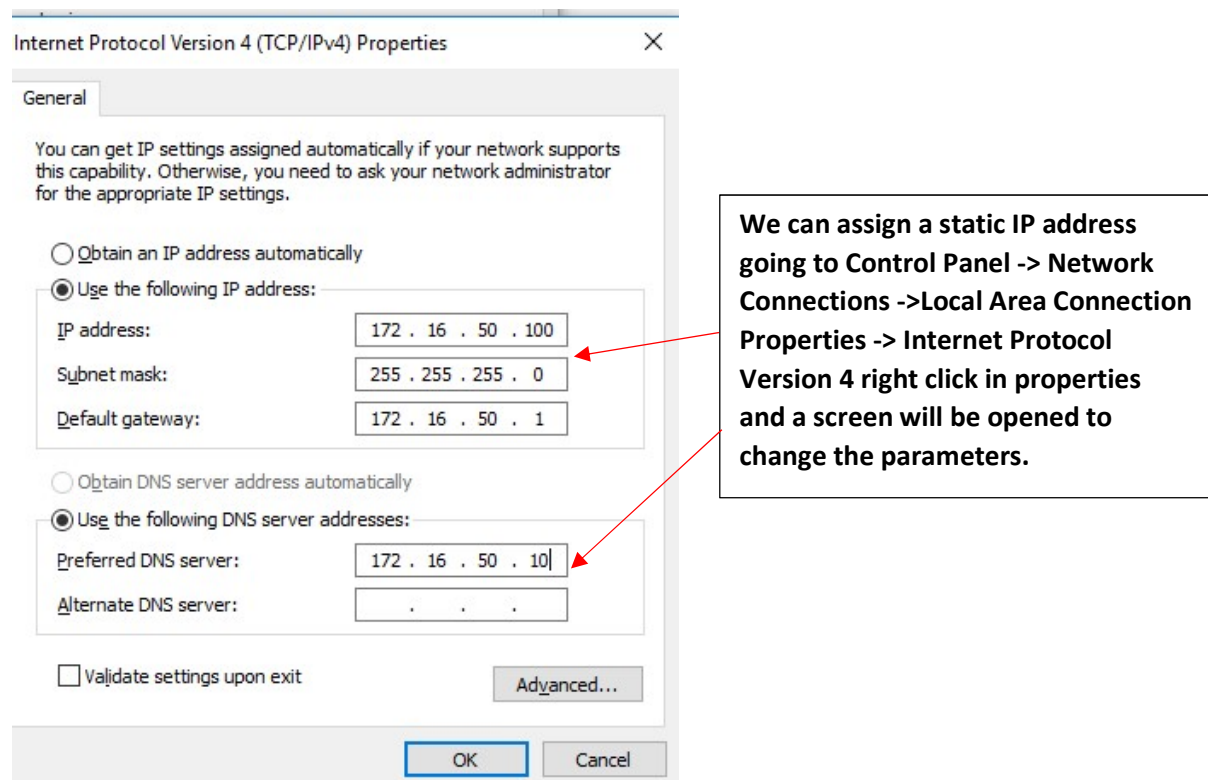 Internet Protocol Version 4 (TCP/IPv4) Properties
General
You can get IP settings assigned automatically if your network supports
this capability. Otherwise, you need to ask your network administrator
for the appropriate IP settings.
Obtain an IP address automatically
Use the following IP address:
IP address: 172 . 16 . 50 . 100
Subnet mask: 255 . 255 . 255 . 0
Default gateway: 172 . 16 . 50 . 1
Obtain DNS server address automatically
Use the following DNS server addresses:
Preferred DNS server: 172 . 16 . 50 . 10
Alternate DNS server: . . .
Validate settings upon exit
Advanced...
OK
Cancel
We can assign a static IP address
going to Control Panel -> Network
Connections ->Local Area Connection
Properties -> Internet Protocol
Version 4 right click in properties
and a screen will be opened to
change the parameters.